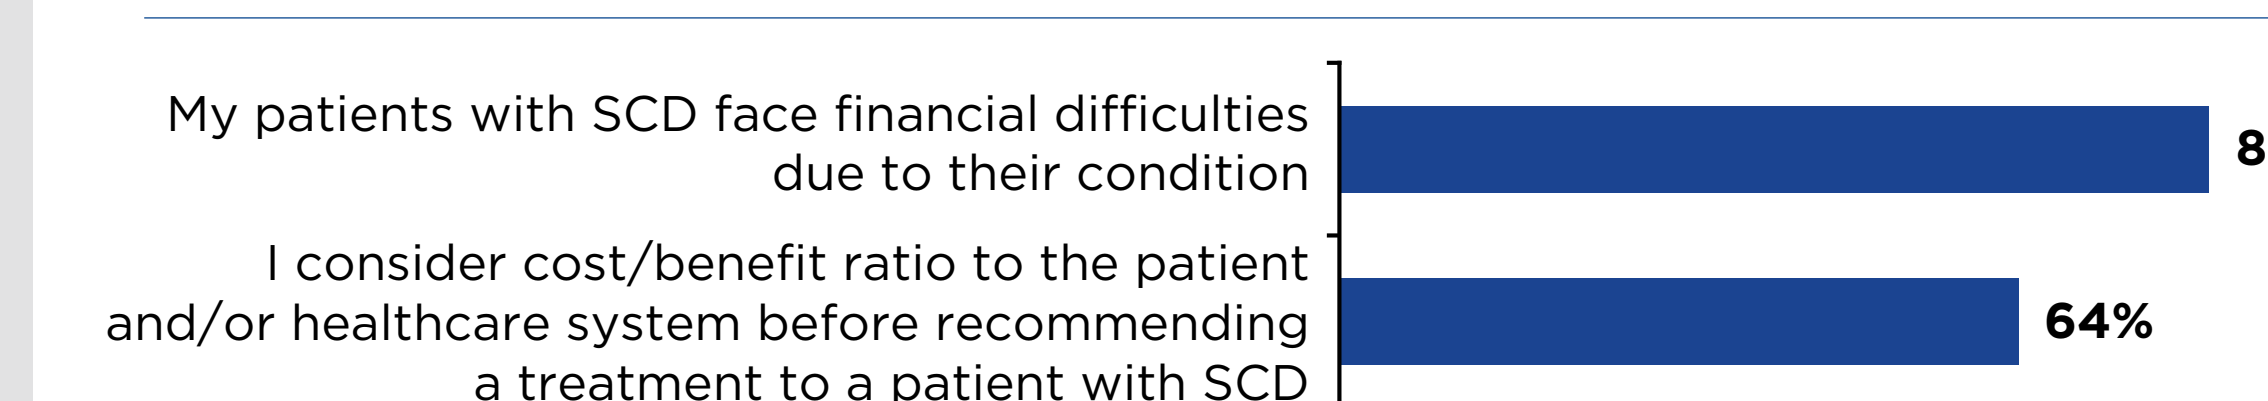 My patients with SCD face financial difficulties
due to their condition
I consider cost/benefit ratio to the patient
and/or healthcare system before recommending
a treatment to a patient with SCD
64%